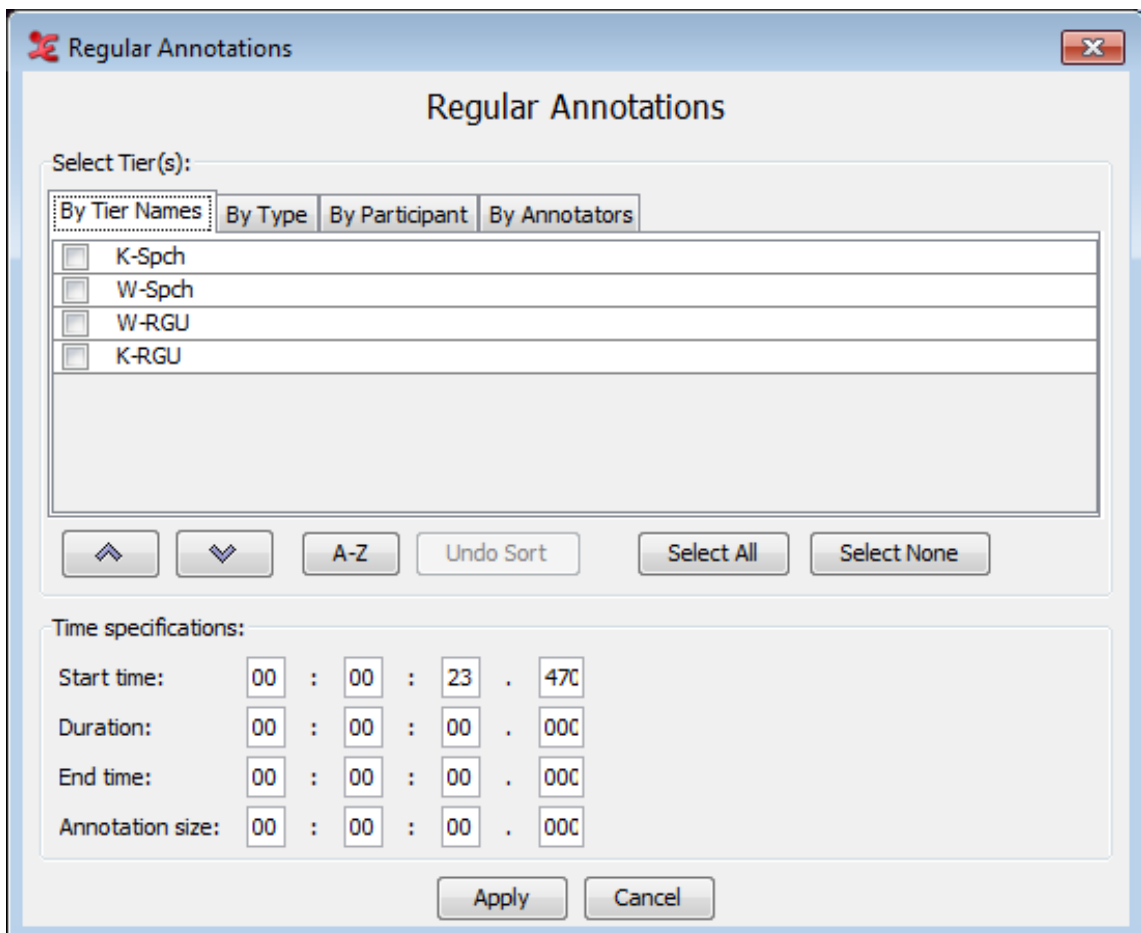 Regular Annotations
Regular Annotations
Select Tier(s):
By Tier Names By Type By Participant By Annotators
K-Spch
W-Spch
W-RGU
K-RGU
A-Z Undo Sort Select All Select None
Time specifications:
Start time: 00 : 00 : 23 . 470
Duration: 00 : 00 : 00 . 000
End time: 00 : 00 : 00 . 000
Annotation size: 00 : 00 : 00 . 000
Apply Cancel